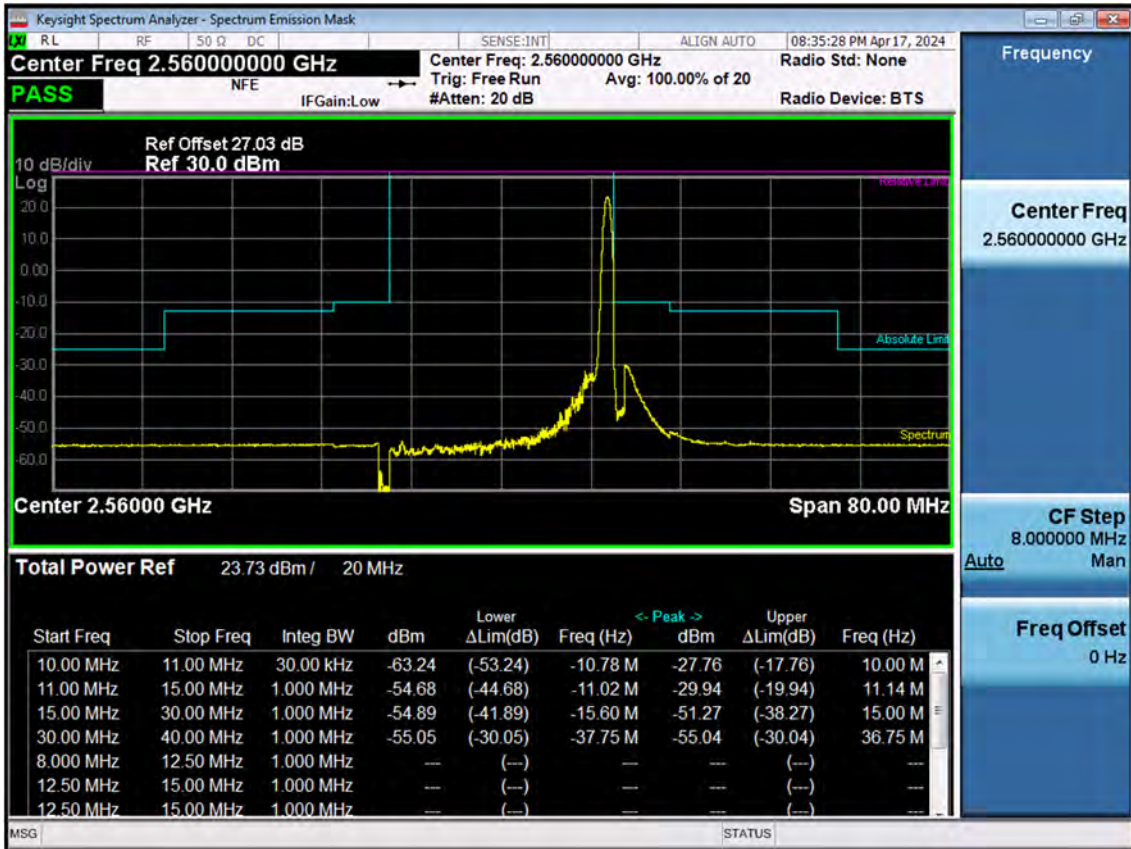 Keysight Spectrum Analyzer - Spectrum Emission Mask
LXI RL RF 50 Ω DC SENSE:INT ALIGN AUTO 08:35:28 PM Apr 17, 2024
Center Freq 2.560000000 GHz
Center Freq: 2.560000000 GHz
Radio Std: None
NFE
Trig: Free Run
Avg: 100.00% of 20
PASS
IFGain:Low
#Atten: 20 dB
Radio Device: BTS
Ref Offset 27.03 dB
10 dB/div Ref 30.0 dBm
Log
Relative Limit
20.0
10.0
0.00
-10.0
-20.0
Absolute Limit
-30.0
-40.0
-50.0
Spectrum
-60.0
Center 2.56000 GHz Span 80.00 MHz
Total Power Ref 23.73 dBm / 20 MHz
Lower <- Peak -> Upper
Start Freq Stop Freq Integ BW dBm ΔLim(dB) Freq (Hz) dBm ΔLim(dB) Freq (Hz)
10.00 MHz 11.00 MHz 30.00 kHz -63.24 (-53.24) -10.78 M -27.76 (-17.76) 10.00 M
11.00 MHz 15.00 MHz 1.000 MHz -54.68 (-44.68) -11.02 M -29.94 (-19.94) 11.14 M
15.00 MHz 30.00 MHz 1.000 MHz -54.89 (-41.89) -15.60 M -51.27 (-38.27) 15.00 M
30.00 MHz 40.00 MHz 1.000 MHz -55.05 (-30.05) -37.75 M -55.04 (-30.04) 36.75 M
8.000 MHz 12.50 MHz 1.000 MHz --- (---) --- --- (---) ---
12.50 MHz 15.00 MHz 1.000 MHz --- (---) --- --- (---) ---
12.50 MHz 15.00 MHz 1.000 MHz --- (---) --- --- (---) ---
MSG STATUS
Frequency
Center Freq
2.560000000 GHz
CF Step
8.000000 MHz
Auto Man
Freq Offset
0 Hz